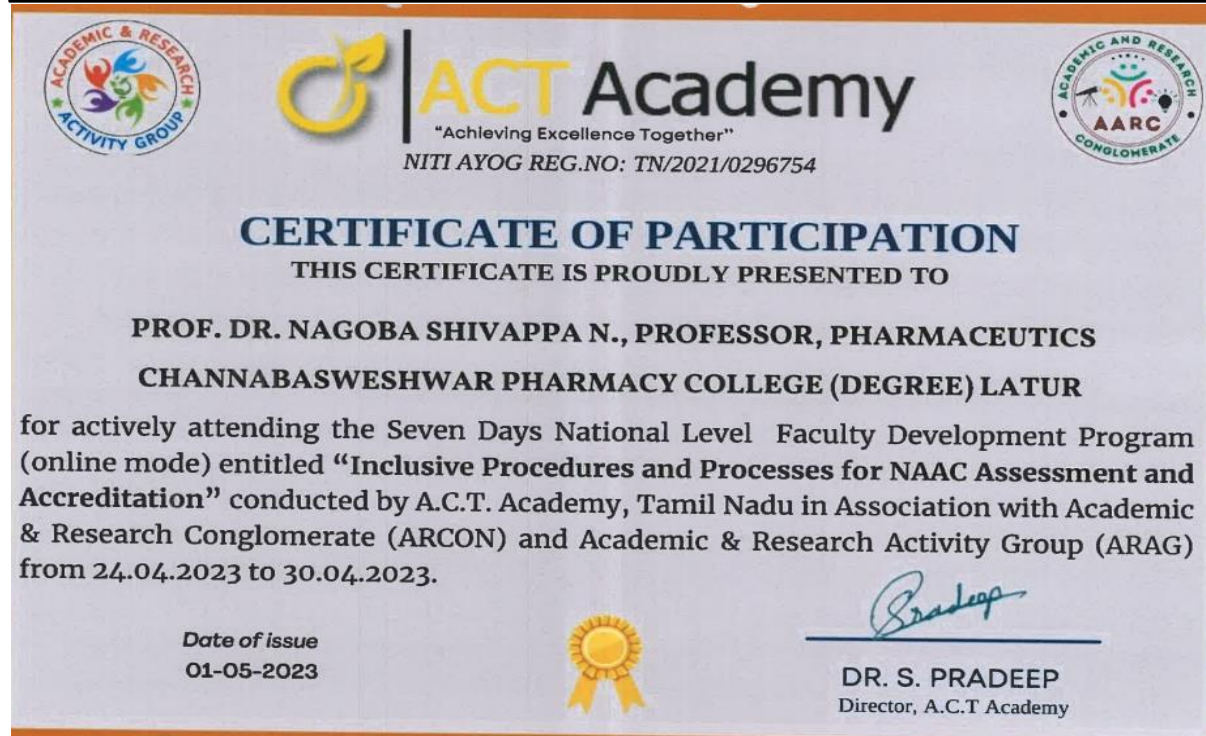 ACADEMIC & RESEARCH
ACTIVITY GROUP
ACT Academy
"Achieving Excellence Together"
NITI AYOG REG.NO: TN/2021/0296754
ACADEMIC AND RESEARCH
AARC
CONGLOMERATE
CERTIFICATE OF PARTICIPATION
THIS CERTIFICATE IS PROUDLY PRESENTED TO
PROF. DR. NAGOBA SHIVAPPA N., PROFESSOR, PHARMACEUTICS
CHANNABASWESHWAR PHARMACY COLLEGE (DEGREE) LATUR
for actively attending the Seven Days National Level Faculty Development Program
(online mode) entitled “Inclusive Procedures and Processes for NAAC Assessment and
Accreditation” conducted by A.C.T. Academy, Tamil Nadu in Association with Academic
& Research Conglomerate (ARCON) and Academic & Research Activity Group (ARAG)
from 24.04.2023 to 30.04.2023.
Pradeep
Date of issue
01-05-2023
DR. S. PRADEEP
Director, A.C.T Academy